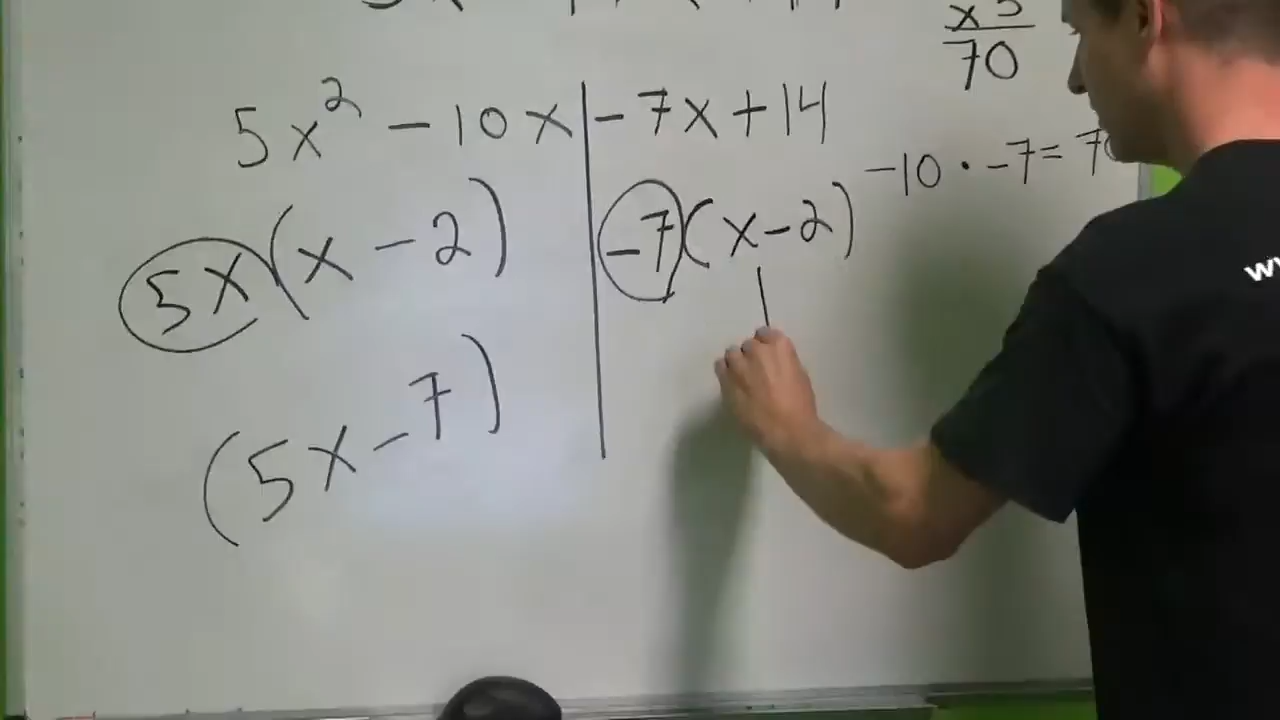 x 5
70
5x² - 10x | - 7x + 14
-10 · -7 = 70
5x(x - 2) | -7(x - 2)
(5x - 7)